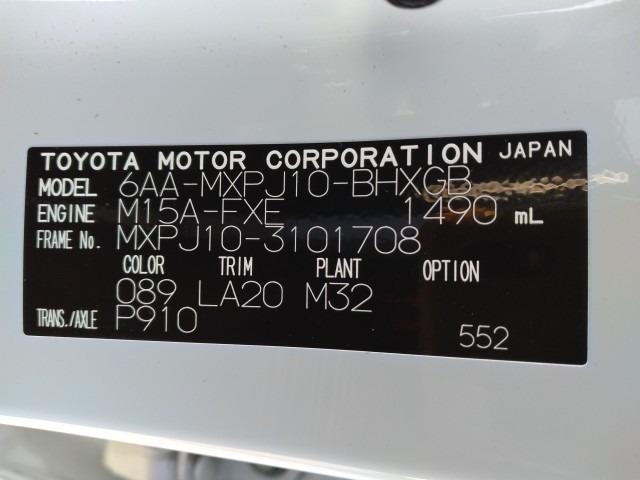 TOYOTA MOTOR CORPORATION JAPAN
MODEL 6AA-MXPJ10-BHXGB
ENGINE M15A-FXE 1490 mL
FRAME No. MXPJ10-3101708
COLOR TRIM PLANT OPTION
089 LA20 M32
TRANS./AXLE P910
552